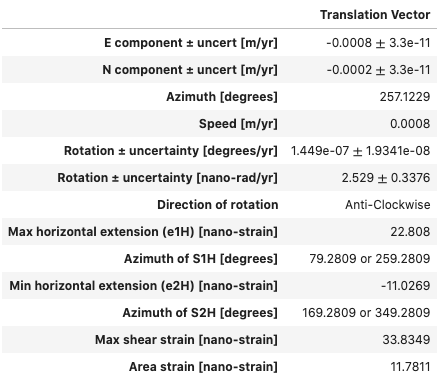 Translation Vector
E component ± uncert [m/yr] -0.0008 ± 3.3e-11
N component ± uncert [m/yr] -0.0002 ± 3.3e-11
Azimuth [degrees] 257.1229
Speed [m/yr] 0.0008
Rotation ± uncertainty [degrees/yr] 1.449e-07 ± 1.9341e-08
Rotation ± uncertainty [nano-rad/yr] 2.529 ± 0.3376
Direction of rotation Anti-Clockwise
Max horizontal extension (e1H) [nano-strain] 22.808
Azimuth of S1H [degrees] 79.2809 or 259.2809
Min horizontal extension (e2H) [nano-strain] -11.0269
Azimuth of S2H [degrees] 169.2809 or 349.2809
Max shear strain [nano-strain] 33.8349
Area strain [nano-strain] 11.7811